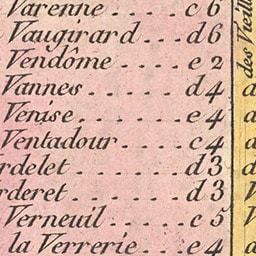 Varenne ... c 6
Vaugirard ... d 6
Vendôme ... e 2
Vannes ... d 4
Venise ... e 4
Ventadour ... c 4
rdelet ... d 3
rderet ... d 3
Verneuil ... c 5
la Verrerie ... e 4
des Vieill